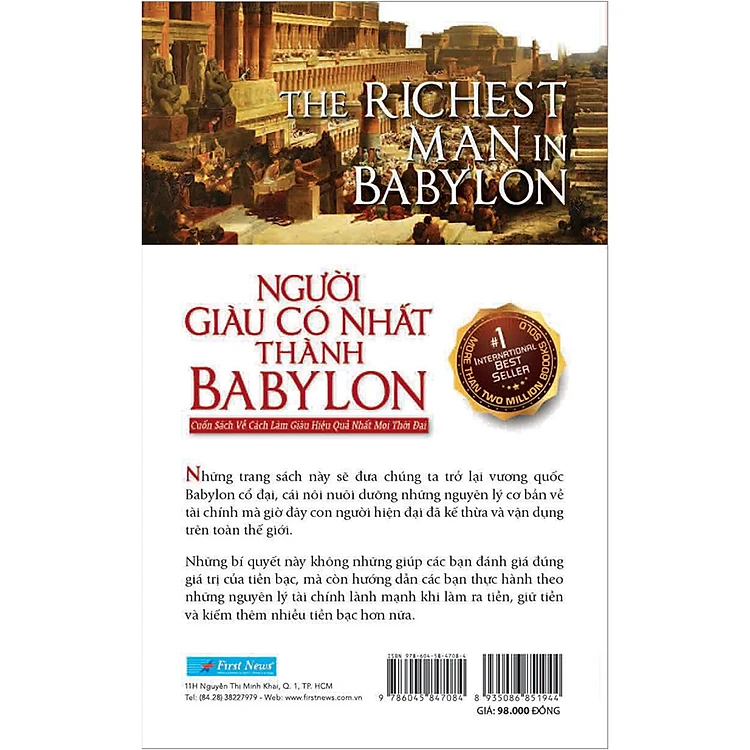 THE RICHEST
MAN IN
BABYLON
NGƯỜI
GIÀU CÓ NHẤT
THÀNH
BABYLON
Cuốn Sách Về Cách Làm Giàu Hiệu Quả Nhất Mọi Thời Đại
#1
INTERNATIONAL
BEST
SELLER
MORE THAN TWO MILLION BOOKS SOLD
Những trang sách này sẽ đưa chúng ta trở lại vương quốc
Babylon cổ đại, cái nôi nuôi dưỡng những nguyên lý cơ bản về
tài chính mà giờ đây con người hiện đại đã kế thừa và vận dụng
trên toàn thế giới.
Những bí quyết này không những giúp các bạn đánh giá đúng
giá trị của tiền bạc, mà còn hướng dẫn các bạn thực hành theo
những nguyên lý tài chính lành mạnh khi làm ra tiền, giữ tiền
và kiếm thêm nhiều tiền bạc hơn nữa.
First News
11H Nguyễn Thị Minh Khai, Q. 1, TP. HCM
Tel: (84.28) 38227979 - Web: www.firstnews.com.vn
ISBN 978-604-58-4708-4
9 786045 847084
8 935086 851944
GIÁ: 98.000 ĐỒNG